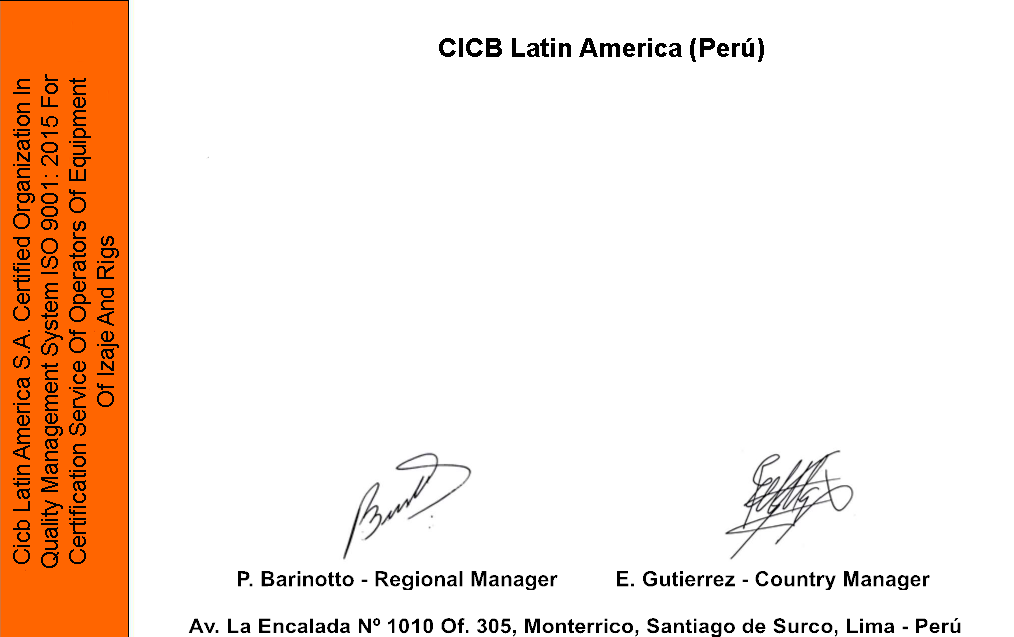 Cicb Latin America S.A. Certified Organization In
Quality Management System ISO 9001: 2015 For
Certification Service Of Operators Of Equipment
Of Izaje And Rigs
CICB Latin America (Perú)
P. Barinotto - Regional Manager
E. Gutierrez - Country Manager
Av. La Encalada Nº 1010 Of. 305, Monterrico, Santiago de Surco, Lima - Perú